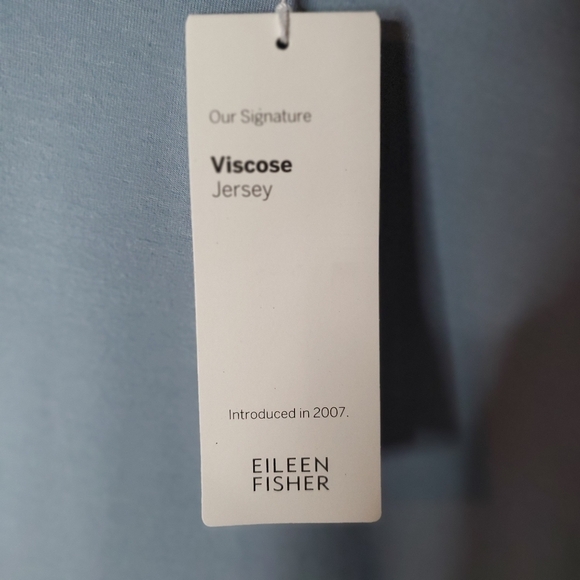 Our Signature
Viscose
Jersey
Introduced in 2007.
EILEEN
FISHER